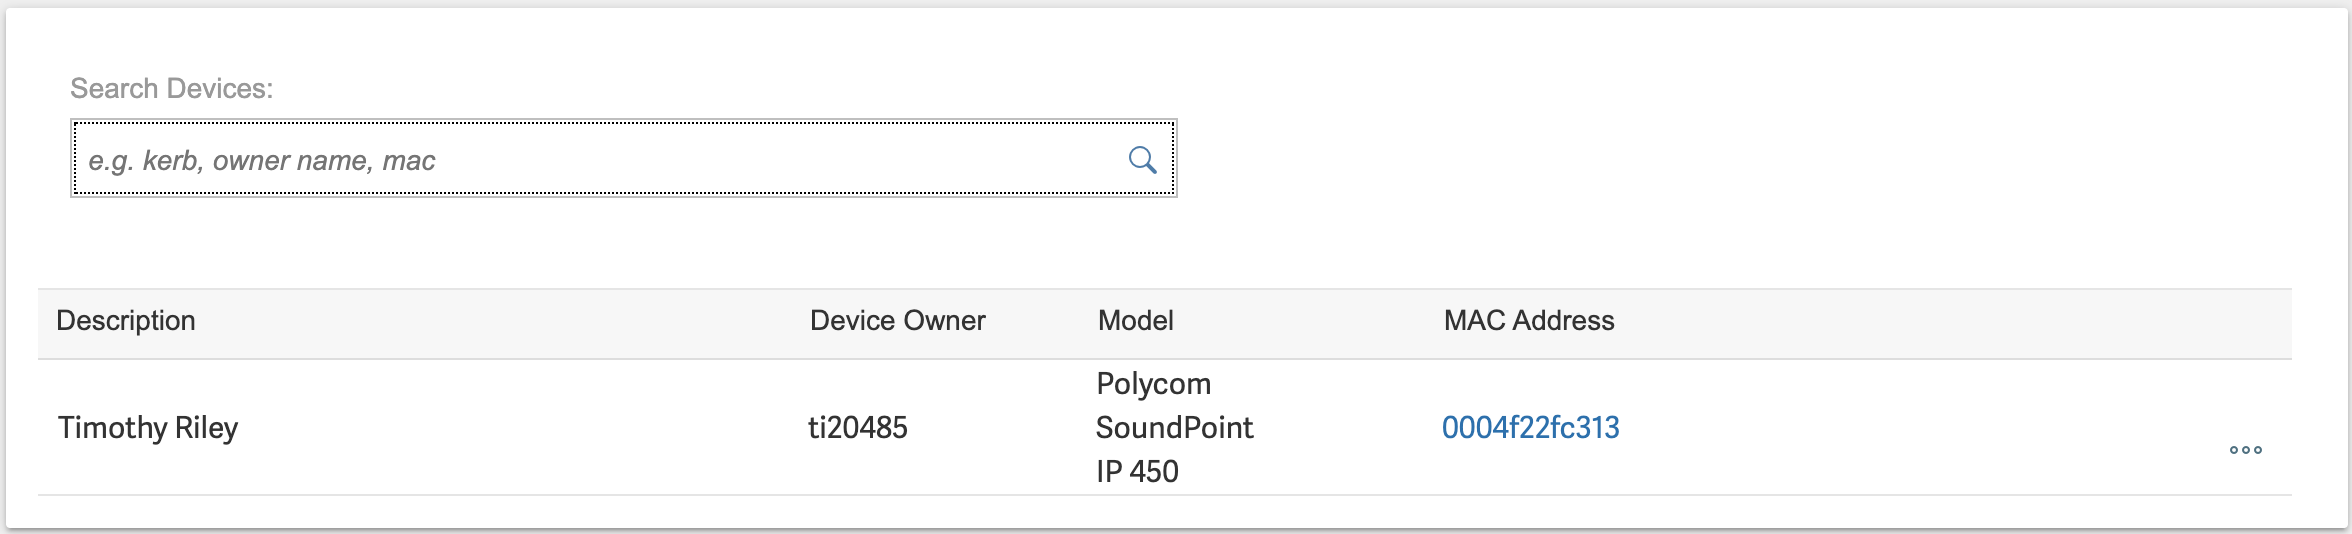 Search Devices:
e.g. kerb, owner name, mac
Description Device Owner Model MAC Address
Timothy Riley ti20485 Polycom
SoundPoint
IP 450 0004f22fc313